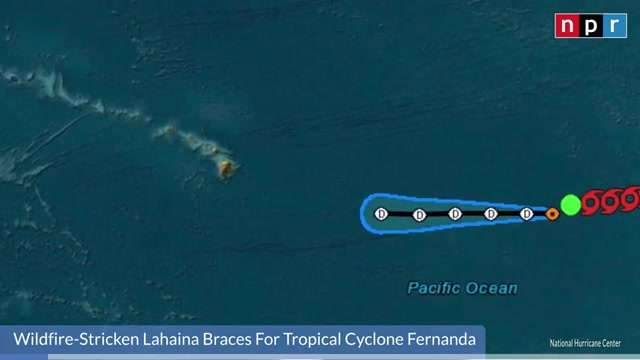 npr
D D D D D
Pacific Ocean
Wildfire-Stricken Lahaina Braces For Tropical Cyclone Fernanda
National Hurricane Center